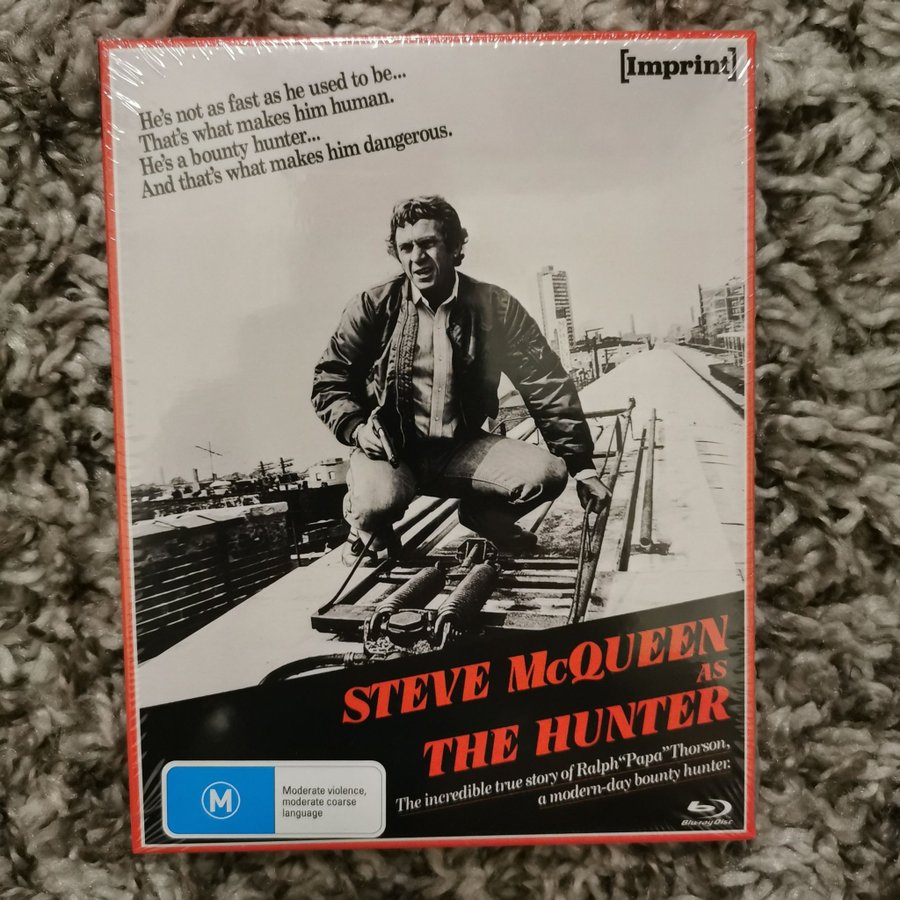 [Imprint]
He's not as fast as he used to be...
That's what makes him human.
He's a bounty hunter...
And that's what makes him dangerous.
STEVE McQUEEN
AS
THE HUNTER
The incredible true story of Ralph "Papa" Thorson,
a modern-day bounty hunter.
M
Moderate violence,
moderate coarse
language
Blu-ray Disc